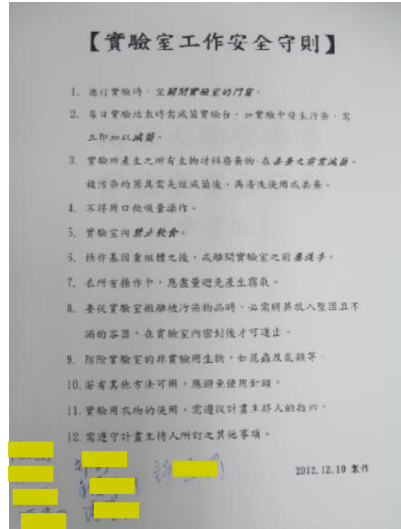 【實驗室工作安全守則】
1. 進行實驗時，宜關閉實驗室的門窗。
2. 每日實驗結束時需滅菌實驗台，如實驗中發生污染，需
立即加以滅菌。
3. 實驗所產生之所有生物材料廢棄物，在丟棄之前需滅菌。
被污染的器具需先經滅菌後，再清洗使用或丟棄。
4. 不得用口做吸量操作。
5. 實驗室內禁止飲食。
6. 操作基因重組體之後，或離開實驗室之前要洗手。
7. 在所有操作中，應盡量避免產生霧氣。
8. 要從實驗室搬離被污染物品時，必需將其放入堅固且不
漏的容器，在實驗室內密封後才可運出。
9. 防除實驗室的非實驗用生物，如昆蟲及鼠類等。
10. 若有其他方法可用，應避免使用針頭。
11. 實驗用衣物的使用，需遵從計畫主持人的指示。
12. 需遵守計畫主持人所訂之其他事項。
2012.12.10 製作